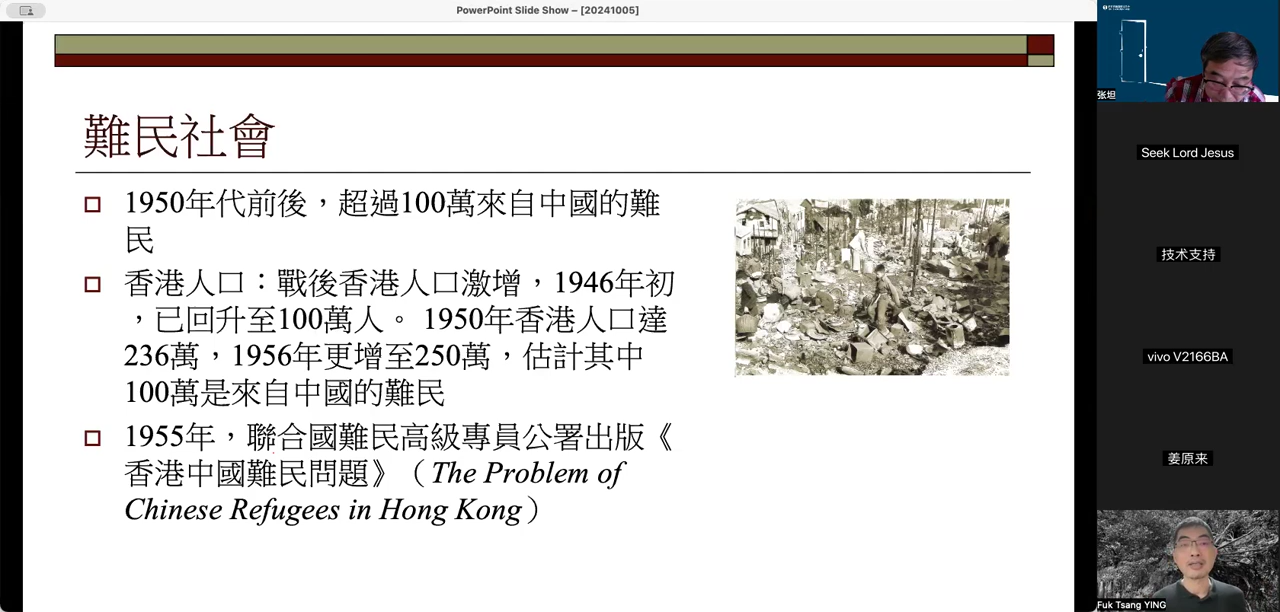 PowerPoint Slide Show – [20241005]
難民社會
1950年代前後，超過100萬來自中國的難
民
香港人口：戰後香港人口激增，1946年初
，已回升至100萬人。 1950年香港人口達
236萬，1956年更增至250萬，估計其中
100萬是來自中國的難民
1955年，聯合國難民高級專員公署出版《
香港中國難民問題》（The Problem of
Chinese Refugees in Hong Kong）
张坦
Seek Lord Jesus
技术支持
vivo V2166BA
姜原来
Fuk Tsang YING